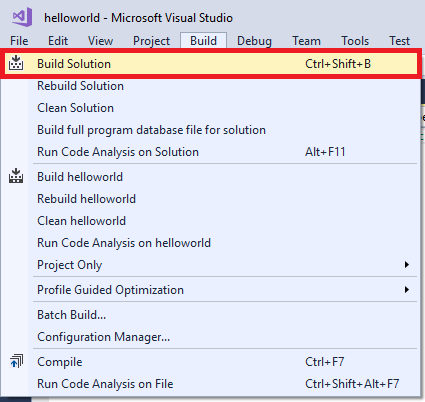 helloworld - Microsoft Visual Studio
File Edit View Project Build Debug Team Tools Test
Build Solution Ctrl+Shift+B
Rebuild Solution
Clean Solution
Build full program database file for solution
Run Code Analysis on Solution Alt+F11
Build helloworld
Rebuild helloworld
Clean helloworld
Run Code Analysis on helloworld
Project Only
Profile Guided Optimization
Batch Build...
Configuration Manager...
Compile Ctrl+F7
Run Code Analysis on File Ctrl+Shift+Alt+F7